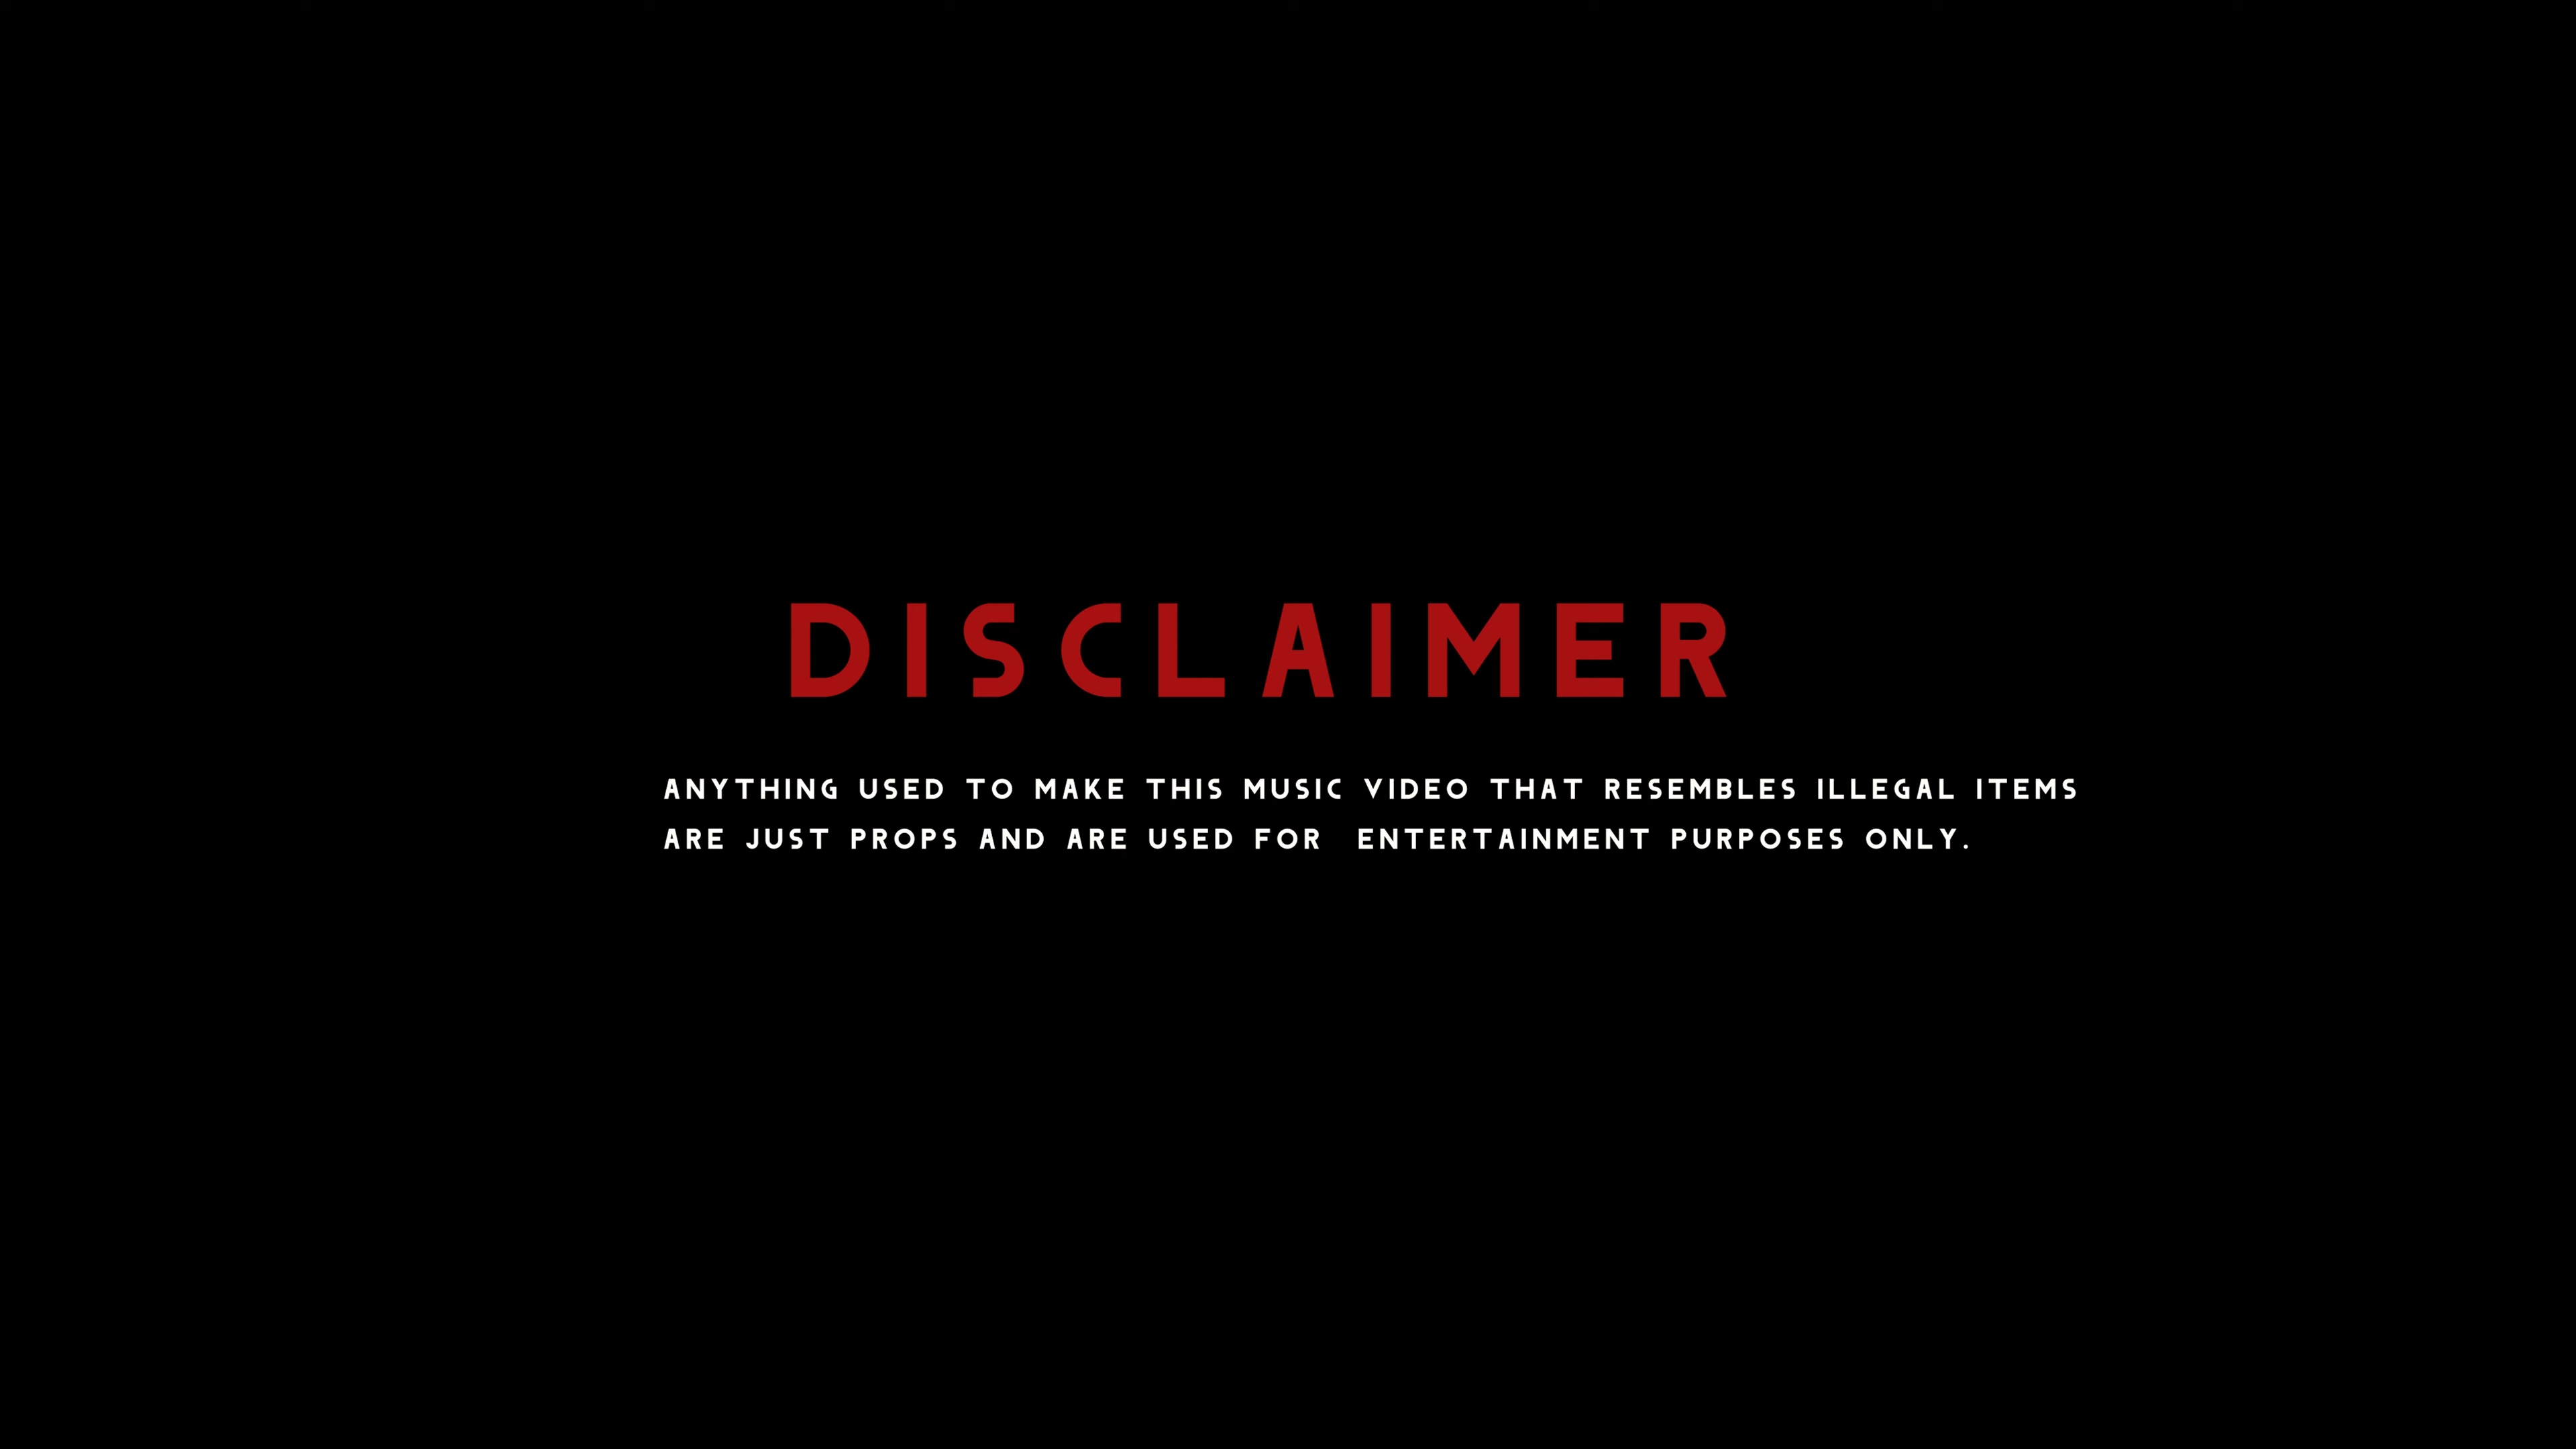 DISCLAIMER
ANYTHING USED TO MAKE THIS MUSIC VIDEO THAT RESEMBLES ILLEGAL ITEMS
ARE JUST PROPS AND ARE USED FOR  ENTERTAINMENT PURPOSES ONLY.